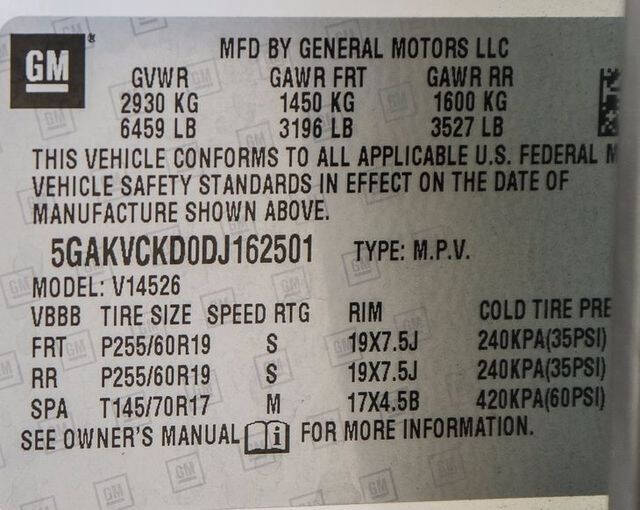 GM
MFD BY GENERAL MOTORS LLC
GVWR GAWR FRT GAWR RR
2930 KG 1450 KG 1600 KG
6459 LB 3196 LB 3527 LB
THIS VEHICLE CONFORMS TO ALL APPLICABLE U.S. FEDERAL M
VEHICLE SAFETY STANDARDS IN EFFECT ON THE DATE OF
MANUFACTURE SHOWN ABOVE.
5GAKVCKD0DJ162501 TYPE: M.P.V.
MODEL: V14526
VBBB TIRE SIZE SPEED RTG RIM COLD TIRE PRE
FRT P255/60R19 S 19X7.5J 240KPA(35PSI)
RR P255/60R19 S 19X7.5J 240KPA(35PSI)
SPA T145/70R17 M 17X4.5B 420KPA(60PSI)
SEE OWNER'S MANUAL i FOR MORE INFORMATION.